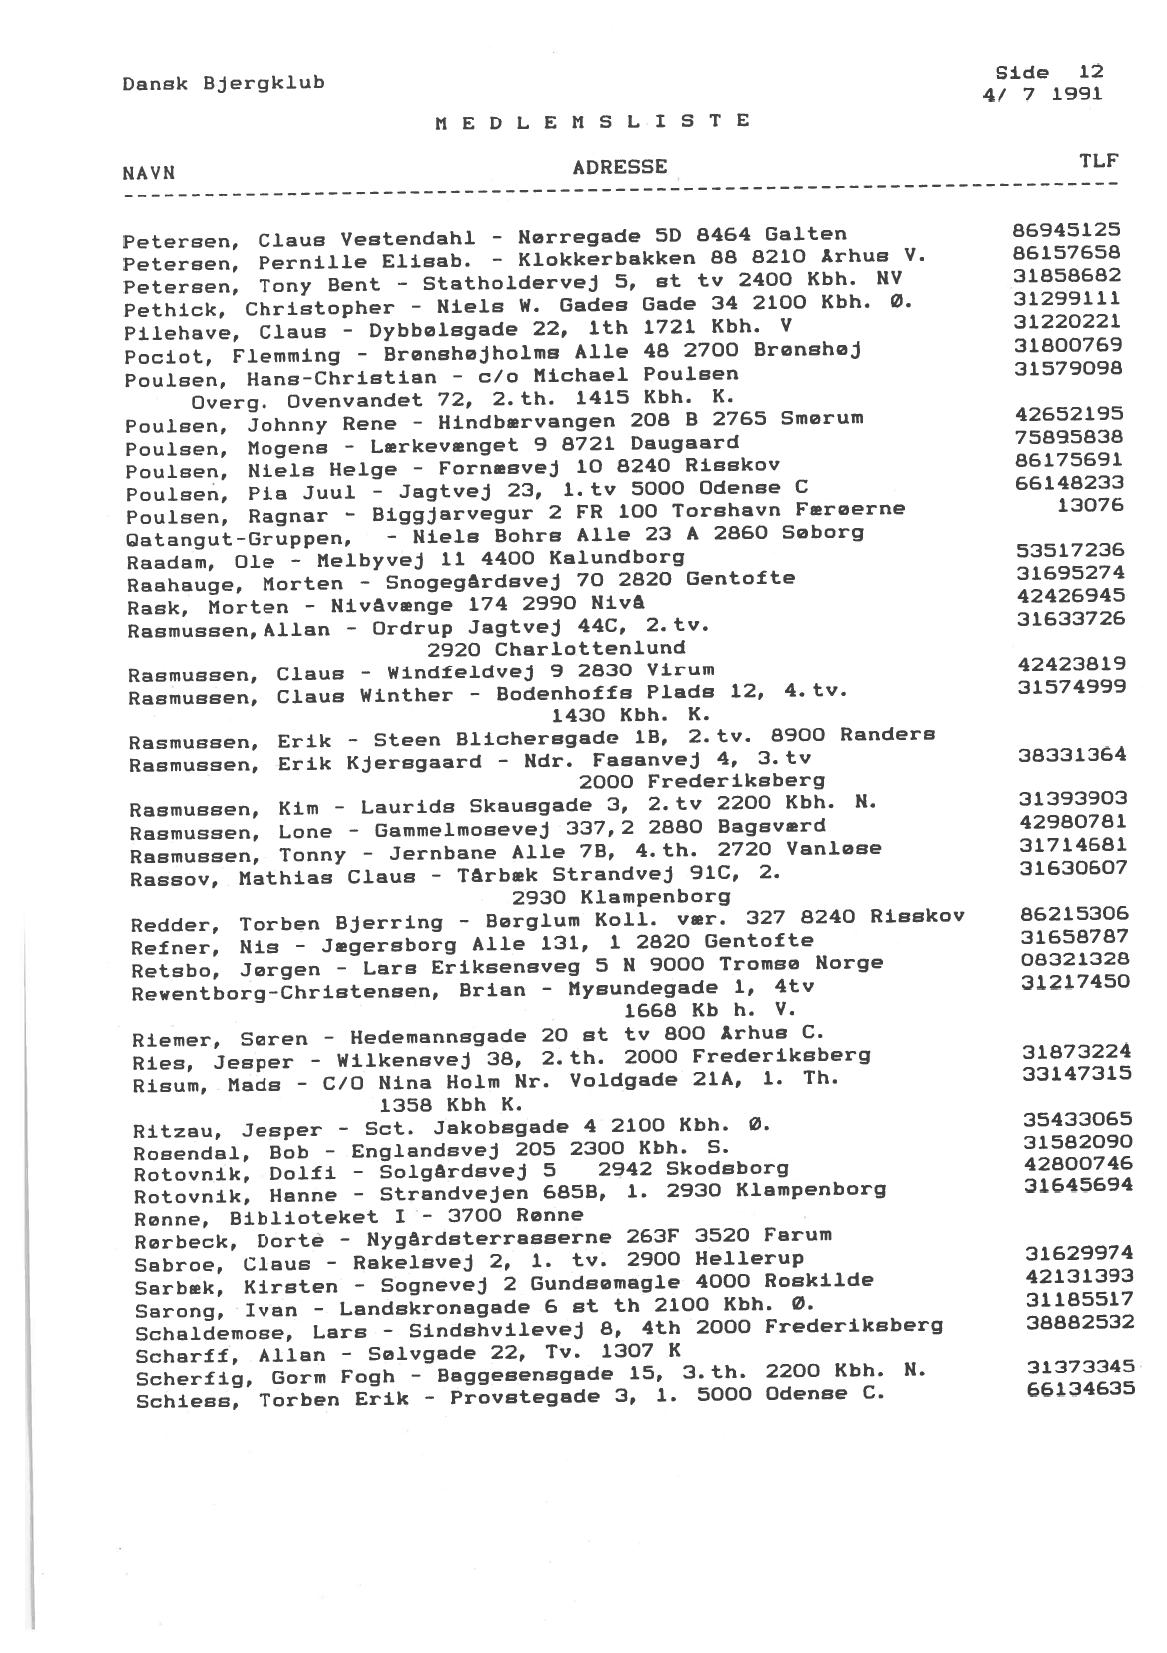 Dansk Bjergklub Side 12
4/ 7 1991
M E D L E M S L I S T E
NAVN ADRESSE TLF
--------------------------------------------------------------------------
Petersen, Claus Vestendahl - Nørregade 5D 8464 Galten 86945125
Petersen, Pernille Elisab. - Klokkerbakken 88 8210 Århus V. 86157658
Petersen, Tony Bent - Statholdervej 5, st tv 2400 Kbh. NV 31858682
Pethick, Christopher - Niels W. Gades Gade 34 2100 Kbh. Ø. 31299111
Pilehave, Claus - Dybbølsgade 22, 1th 1721 Kbh. V 31220221
Pociot, Flemming - Brønshøjholms Alle 48 2700 Brønshøj 31800769
Poulsen, Hans-Christian - c/o Michael Poulsen 31579098
Overg. Ovenvandet 72, 2.th. 1415 Kbh. K.
Poulsen, Johnny Rene - Hindbærvangen 208 B 2765 Smørum 42652195
Poulsen, Mogens - Lærkevænget 9 8721 Daugaard 75895838
Poulsen, Niels Helge - Fornæsvej 10 8240 Risskov 86175691
Poulsen, Pia Juul - Jagtvej 23, 1.tv 5000 Odense C 66148233
Poulsen, Ragnar - Biggjarvegur 2 FR 100 Torshavn Færøerne 13076
Qatangut-Gruppen, - Niels Bohrs Alle 23 A 2860 Søborg
Raadam, Ole - Melbyvej 11 4400 Kalundborg 53517236
Raahauge, Morten - Snogegårdsvej 70 2820 Gentofte 31695274
Rask, Morten - Nivåvænge 174 2990 Nivå 42426945
Rasmussen, Allan - Ordrup Jagtvej 44C, 2.tv. 31633726
2920 Charlottenlund
Rasmussen, Claus - Windfeldvej 9 2830 Virum 42423819
Rasmussen, Claus Winther - Bodenhoffs Plads 12, 4.tv. 31574999
1430 Kbh. K.
Rasmussen, Erik - Steen Blichersgade 1B, 2.tv. 8900 Randers
Rasmussen, Erik Kjersgaard - Ndr. Fasanvej 4, 3.tv 38331364
2000 Frederiksberg
Rasmussen, Kim - Laurids Skausgade 3, 2.tv 2200 Kbh. N. 31393903
Rasmussen, Lone - Gammelmosevej 337,2 2880 Bagsværd 42980781
Rasmussen, Tonny - Jernbane Alle 7B, 4.th. 2720 Vanløse 31714681
Rassov, Mathias Claus - Tårbæk Strandvej 91C, 2. 31630607
2930 Klampenborg
Redder, Torben Bjerring - Børglum Koll. vær. 327 8240 Risskov 86215306
Refner, Nis - Jægersborg Alle 131, 1 2820 Gentofte 31658787
Retsbo, Jørgen - Lars Eriksensveg 5 N 9000 Tromsø Norge 08321328
Rewentborg-Christensen, Brian - Mysundegade 1, 4tv 31217450
1668 Kb h. V.
Riemer, Søren - Hedemannsgade 20 st tv 800 Århus C.
Ries, Jesper - Wilkensvej 38, 2.th. 2000 Frederiksberg 31873224
Risum, Mads - C/O Nina Holm Nr. Voldgade 21A, 1. Th. 33147315
1358 Kbh K.
Ritzau, Jesper - Sct. Jakobsgade 4 2100 Kbh. Ø. 35433065
Rosendal, Bob - Englandsvej 205 2300 Kbh. S. 31582090
Rotovnik, Dolfi - Solgårdsvej 5 2942 Skodsborg 42800746
Rotovnik, Hanne - Strandvejen 685B, 1. 2930 Klampenborg 31645694
Rønne, Biblioteket I - 3700 Rønne
Rørbeck, Dorte - Nygårdsterrasserne 263F 3520 Farum
Sabroe, Claus - Rakelsvej 2, 1. tv. 2900 Hellerup 31629974
Sarbæk, Kirsten - Sognevej 2 Gundsømagle 4000 Roskilde 42131393
Sarong, Ivan - Landskronagade 6 st th 2100 Kbh. Ø. 31185517
Schaldemose, Lars - Sindshvilevej 8, 4th 2000 Frederiksberg 38882532
Scharff, Allan - Sølvgade 22, Tv. 1307 K
Scherfig, Gorm Fogh - Baggesensgade 15, 3.th. 2200 Kbh. N. 31373345
Schiess, Torben Erik - Provstegade 3, 1. 5000 Odense C. 66134635